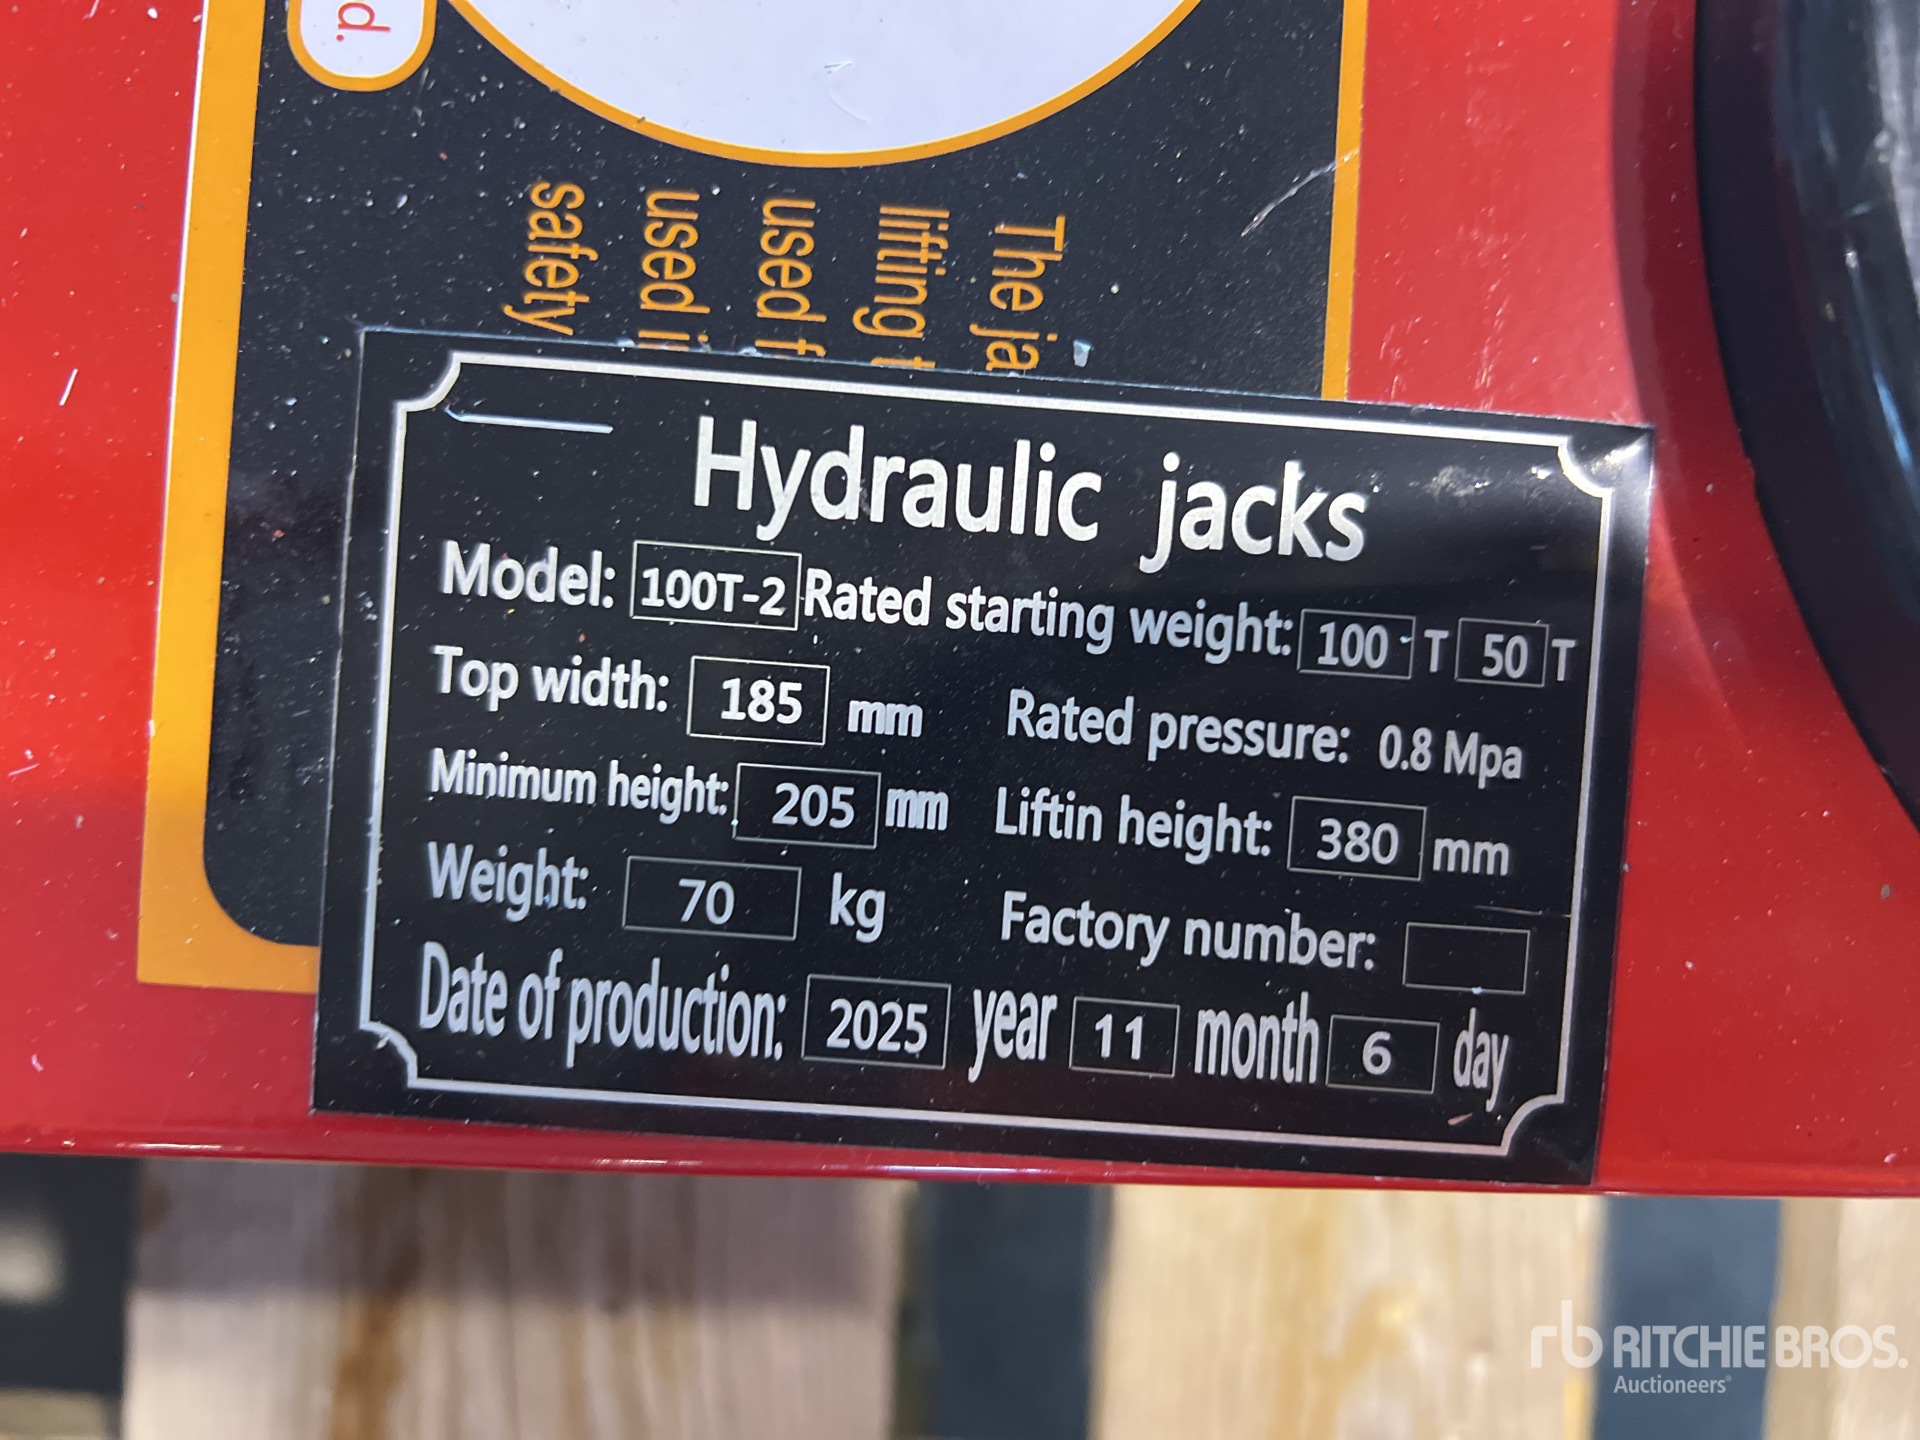 d.
The ja
lifting t
used f
used i
safety
Hydraulic jacks
Model: 100T-2 Rated starting weight: 100 T 50 T
Top width: 185 mm Rated pressure: 0.8 Mpa
Minimum height: 205 mm Liftin height: 380 mm
Weight: 70 kg Factory number:
Date of production: 2025 year 11 month 6 day
rb RITCHIE BROS.
Auctioneers